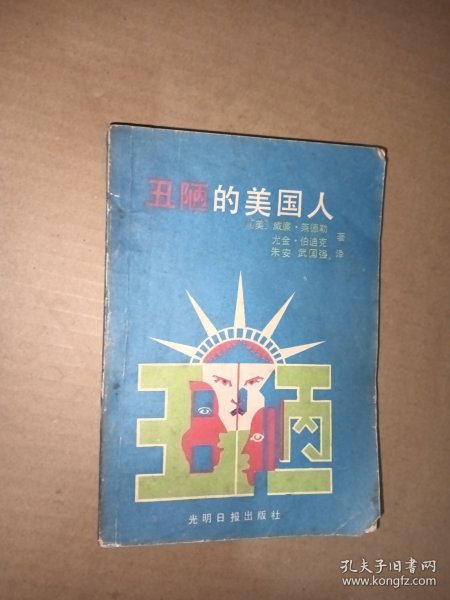 丑陋的美国人
〔美〕威廉·莱德勒
尤金·伯迪克 著
朱安 武国强 译
丑陋
光明日报出版社
孔夫子旧书网
www.kongfz.com